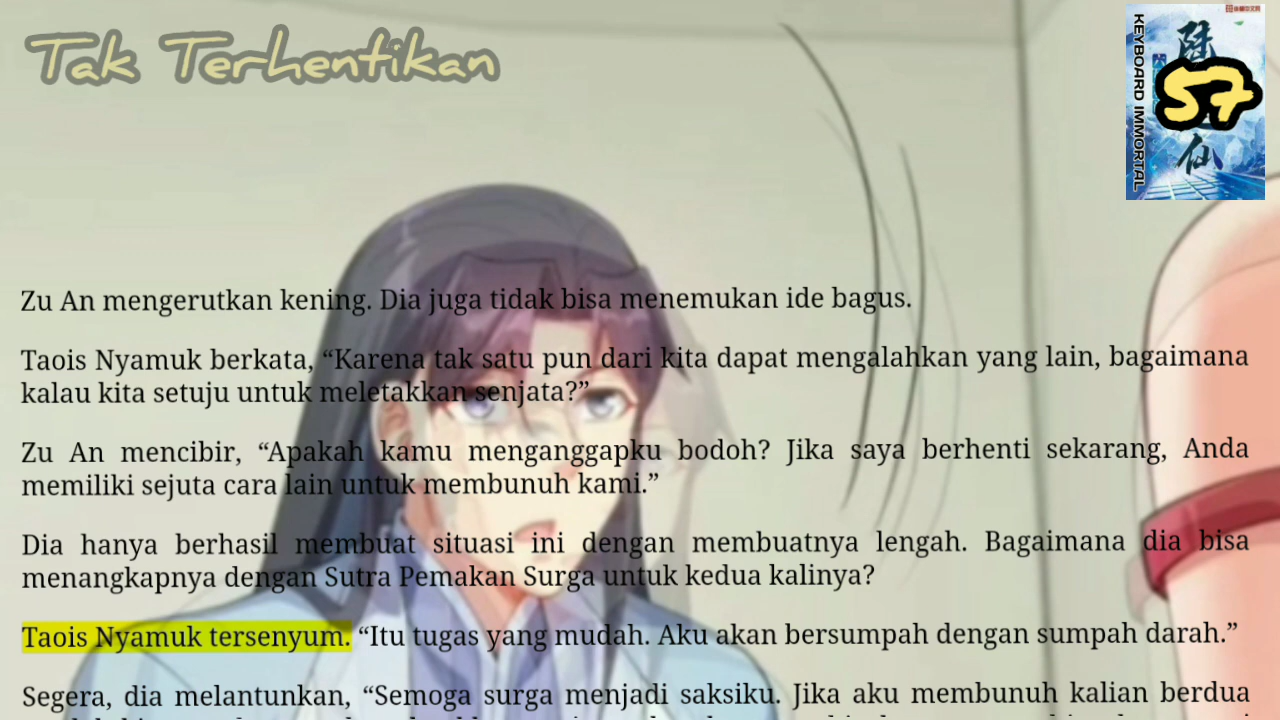 Tak Terhentikan
KEYBOARD IMMORTAL
57
Zu An mengerutkan kening. Dia juga tidak bisa menemukan ide bagus.
Taois Nyamuk berkata, “Karena tak satu pun dari kita dapat mengalahkan yang lain, bagaimana
kalau kita setuju untuk meletakkan senjata?”
Zu An mencibir, “Apakah kamu menganggapku bodoh? Jika saya berhenti sekarang, Anda
memiliki sejuta cara lain untuk membunuh kami.”
Dia hanya berhasil membuat situasi ini dengan membuatnya lengah. Bagaimana dia bisa
menangkapnya dengan Sutra Pemakan Surga untuk kedua kalinya?
Taois Nyamuk tersenyum. “Itu tugas yang mudah. Aku akan bersumpah dengan sumpah darah.”
Segera, dia melantunkan, “Semoga surga menjadi saksiku. Jika aku membunuh kalian berdua